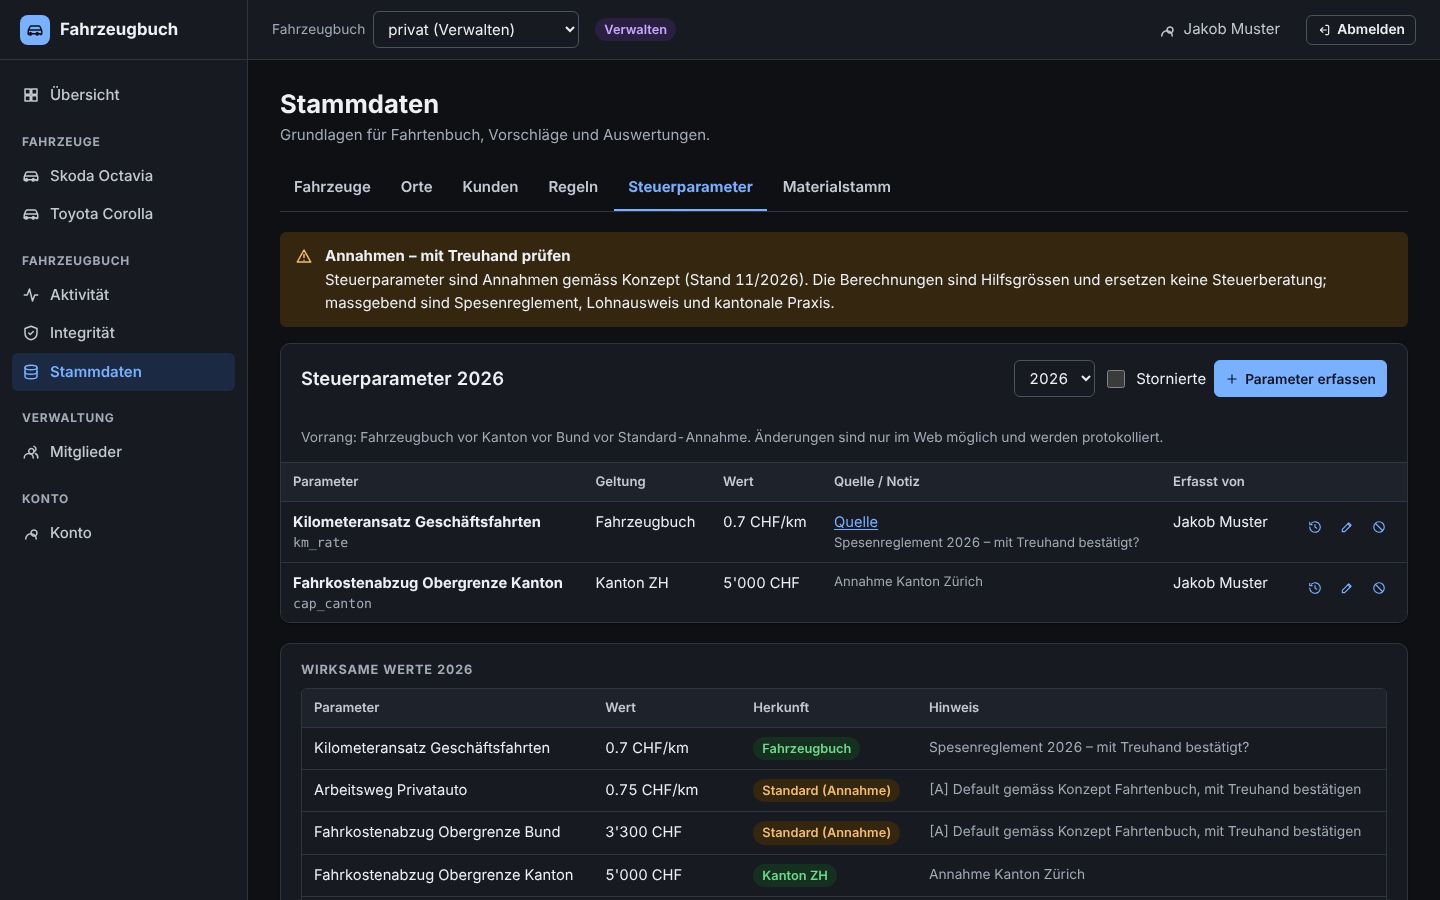 Fahrzeugbuch
Fahrzeugbuch privat (Verwalten) Verwalten Jakob Muster Abmelden
Übersicht
FAHRZEUGE
Skoda Octavia
Toyota Corolla
FAHRZEUGBUCH
Aktivität
Integrität
Stammdaten
VERWALTUNG
Mitglieder
KONTO
Konto
Stammdaten
Grundlagen für Fahrtenbuch, Vorschläge und Auswertungen.
Fahrzeuge Orte Kunden Regeln Steuerparameter Materialstamm
Annahmen – mit Treuhand prüfen
Steuerparameter sind Annahmen gemäss Konzept (Stand 11/2026). Die Berechnungen sind Hilfsgrössen und ersetzen keine Steuerberatung;
massgebend sind Spesenreglement, Lohnausweis und kantonale Praxis.
Steuerparameter 2026 2026 Stornierte + Parameter erfassen
Vorrang: Fahrzeugbuch vor Kanton vor Bund vor Standard-Annahme. Änderungen sind nur im Web möglich und werden protokolliert.
Parameter Geltung Wert Quelle / Notiz Erfasst von
Kilometeransatz Geschäftsfahrten Fahrzeugbuch 0.7 CHF/km Quelle Jakob Muster
km_rate Spesenreglement 2026 – mit Treuhand bestätigt?
Fahrkostenabzug Obergrenze Kanton Kanton ZH 5'000 CHF Annahme Kanton Zürich Jakob Muster
cap_canton
WIRKSAME WERTE 2026
Parameter Wert Herkunft Hinweis
Kilometeransatz Geschäftsfahrten 0.7 CHF/km Fahrzeugbuch Spesenreglement 2026 – mit Treuhand bestätigt?
Arbeitsweg Privatauto 0.75 CHF/km Standard (Annahme) [A] Default gemäss Konzept Fahrtenbuch, mit Treuhand bestätigen
Fahrkostenabzug Obergrenze Bund 3'300 CHF Standard (Annahme) [A] Default gemäss Konzept Fahrtenbuch, mit Treuhand bestätigen
Fahrkostenabzug Obergrenze Kanton 5'000 CHF Kanton ZH Annahme Kanton Zürich